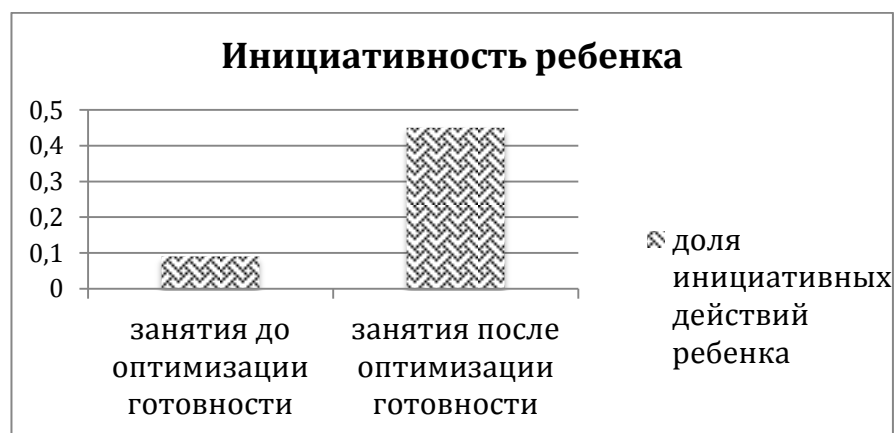 Инициативность ребенка
0,5
0,4
0,3
0,2
0,1
0
занятия до
оптимизации
готовности
занятия после
оптимизации
готовности
доля
инициативных
действий
ребенка